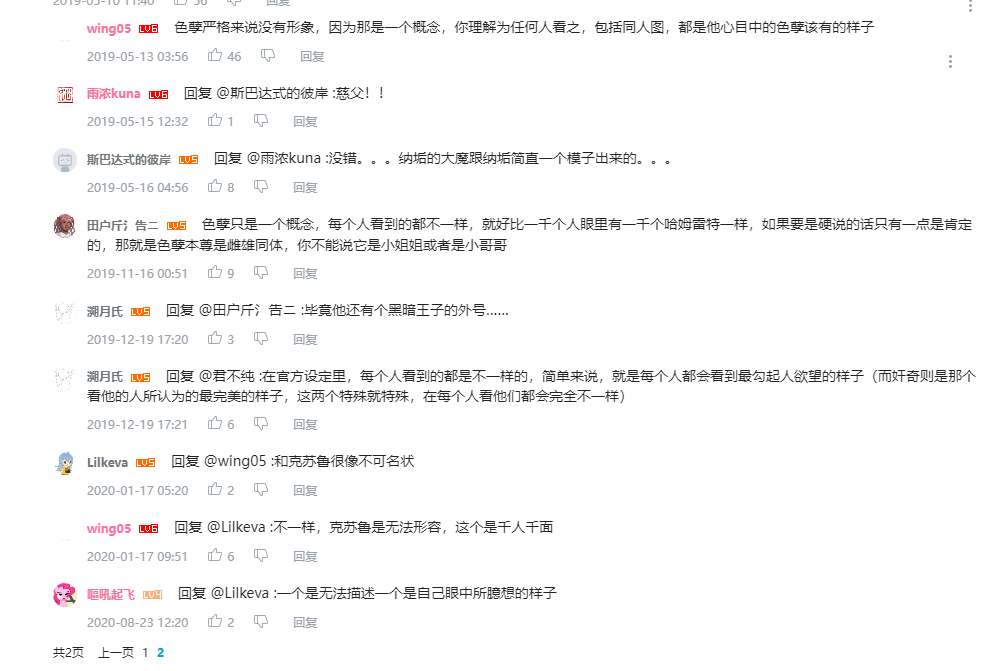 2019-05-10 11:40 56 回复
wing05 LV6 色孽严格来说没有形象，因为那是一个概念，你理解为任何人看之，包括同人图，都是他心目中的色孽该有的样子
2019-05-13 03:56 46 回复
雨浓kuna LV6 回复 @斯巴达式的彼岸 :慈父！！
2019-05-15 12:32 1 回复
斯巴达式的彼岸 LV5 回复 @雨浓kuna :没错。。。纳垢的大魔跟纳垢简直一个模子出来的。。。
2019-05-16 04:56 8 回复
田户斤氵告二 LV5 色孽只是一个概念，每个人看到的都不一样，就好比一千个人眼里有一千个哈姆雷特一样，如果要是硬说的话只有一点是肯定
的，那就是色孽本尊是雌雄同体，你不能说它是小姐姐或者是小哥哥
2019-11-16 00:51 9 回复
溯月氏 LV5 回复 @田户斤氵告二 :毕竟他还有个黑暗王子的外号……
2019-12-19 17:20 3 回复
溯月氏 LV5 回复 @君不纯 :在官方设定里，每个人看到的都是不一样的，简单来说，就是每个人都会看到最勾起人欲望的样子（而奸奇则是那个
看他的人所认为的最完美的样子，这两个特殊就特殊，在每个人看他们都会完全不一样）
2019-12-19 17:21 6 回复
Lilkeva LV5 回复 @wing05 :和克苏鲁很像不可名状
2020-01-17 05:20 2 回复
wing05 LV6 回复 @Lilkeva :不一样，克苏鲁是无法形容，这个是千人千面
2020-01-17 09:51 6 回复
嘔吼起飞 LV4 回复 @Lilkeva :一个是无法描述一个是自己眼中所臆想的样子
2020-08-23 12:20 2 回复
共2页 上一页 1 2